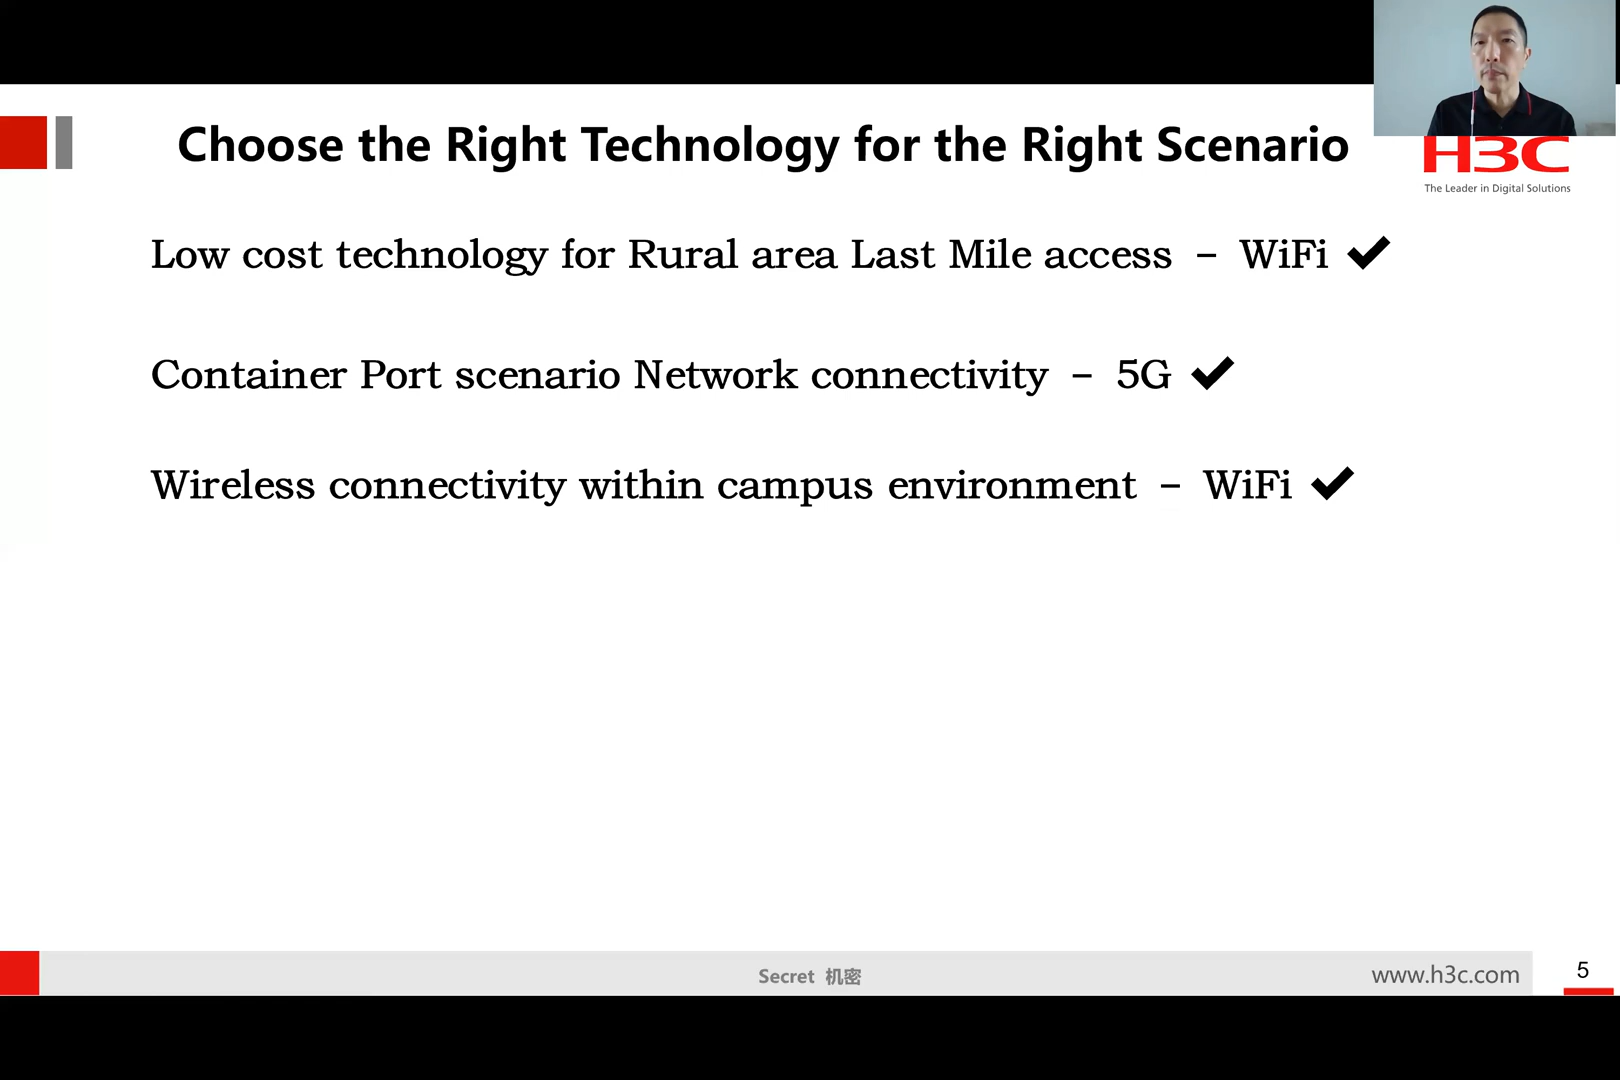 Choose the Right Technology for the Right Scenario
H3C
The Leader in Digital Solutions
Low cost technology for Rural area Last Mile access – WiFi ✔
Container Port scenario Network connectivity – 5G ✔
Wireless connectivity within campus environment – WiFi ✔
Secret 机密
www.h3c.com
5